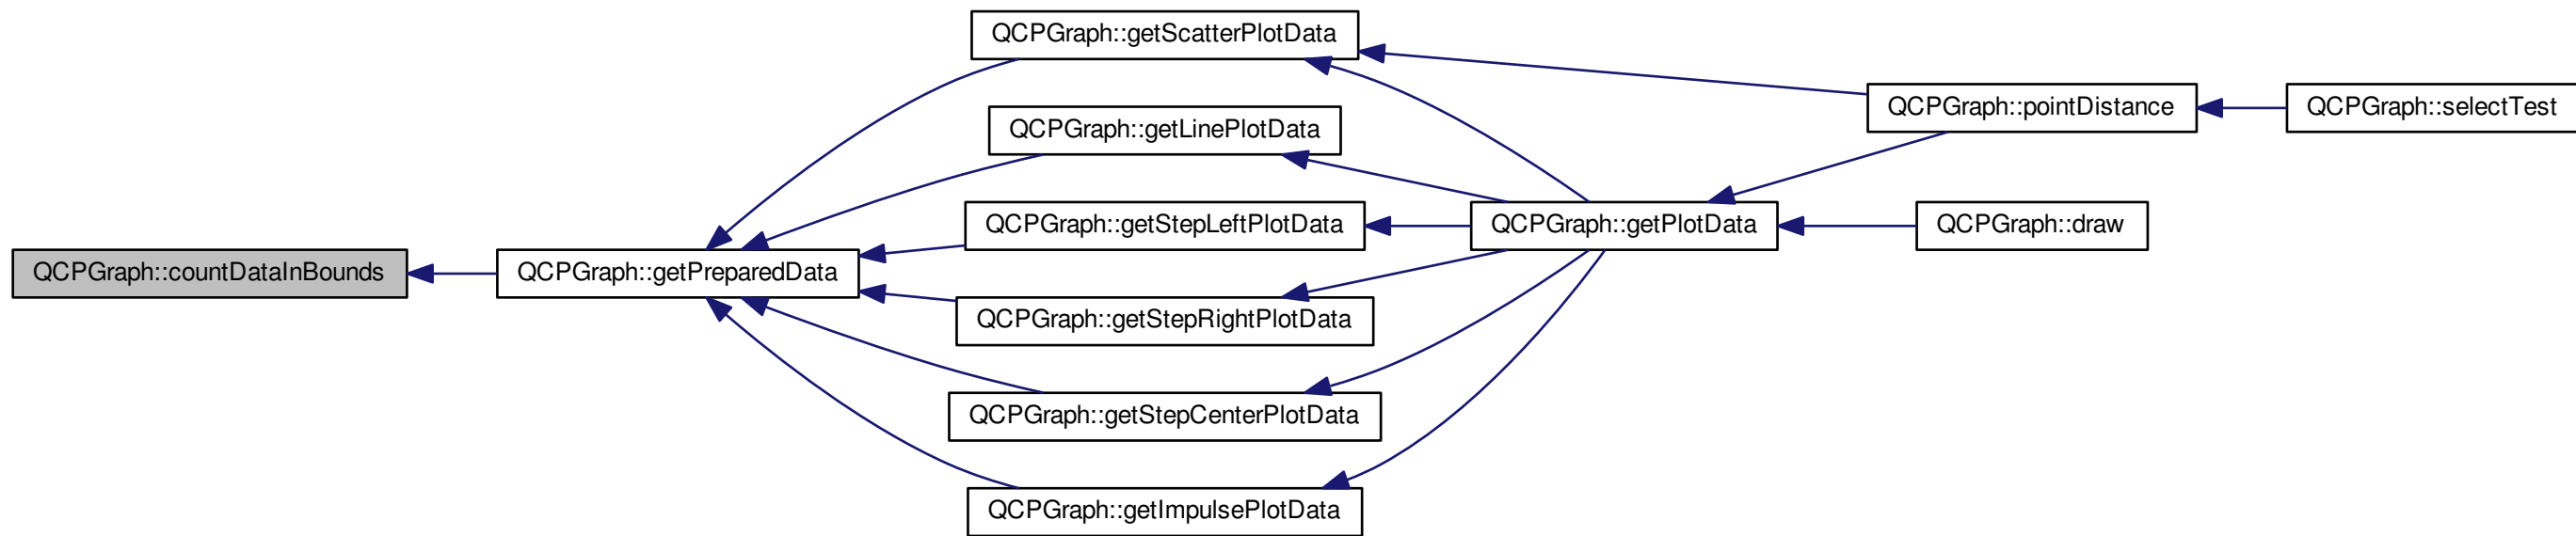 QCPGraph::countDataInBounds
QCPGraph::getPreparedData
QCPGraph::getScatterPlotData
QCPGraph::getLinePlotData
QCPGraph::getStepLeftPlotData
QCPGraph::getStepRightPlotData
QCPGraph::getStepCenterPlotData
QCPGraph::getImpulsePlotData
QCPGraph::getPlotData
QCPGraph::pointDistance
QCPGraph::draw
QCPGraph::selectTest